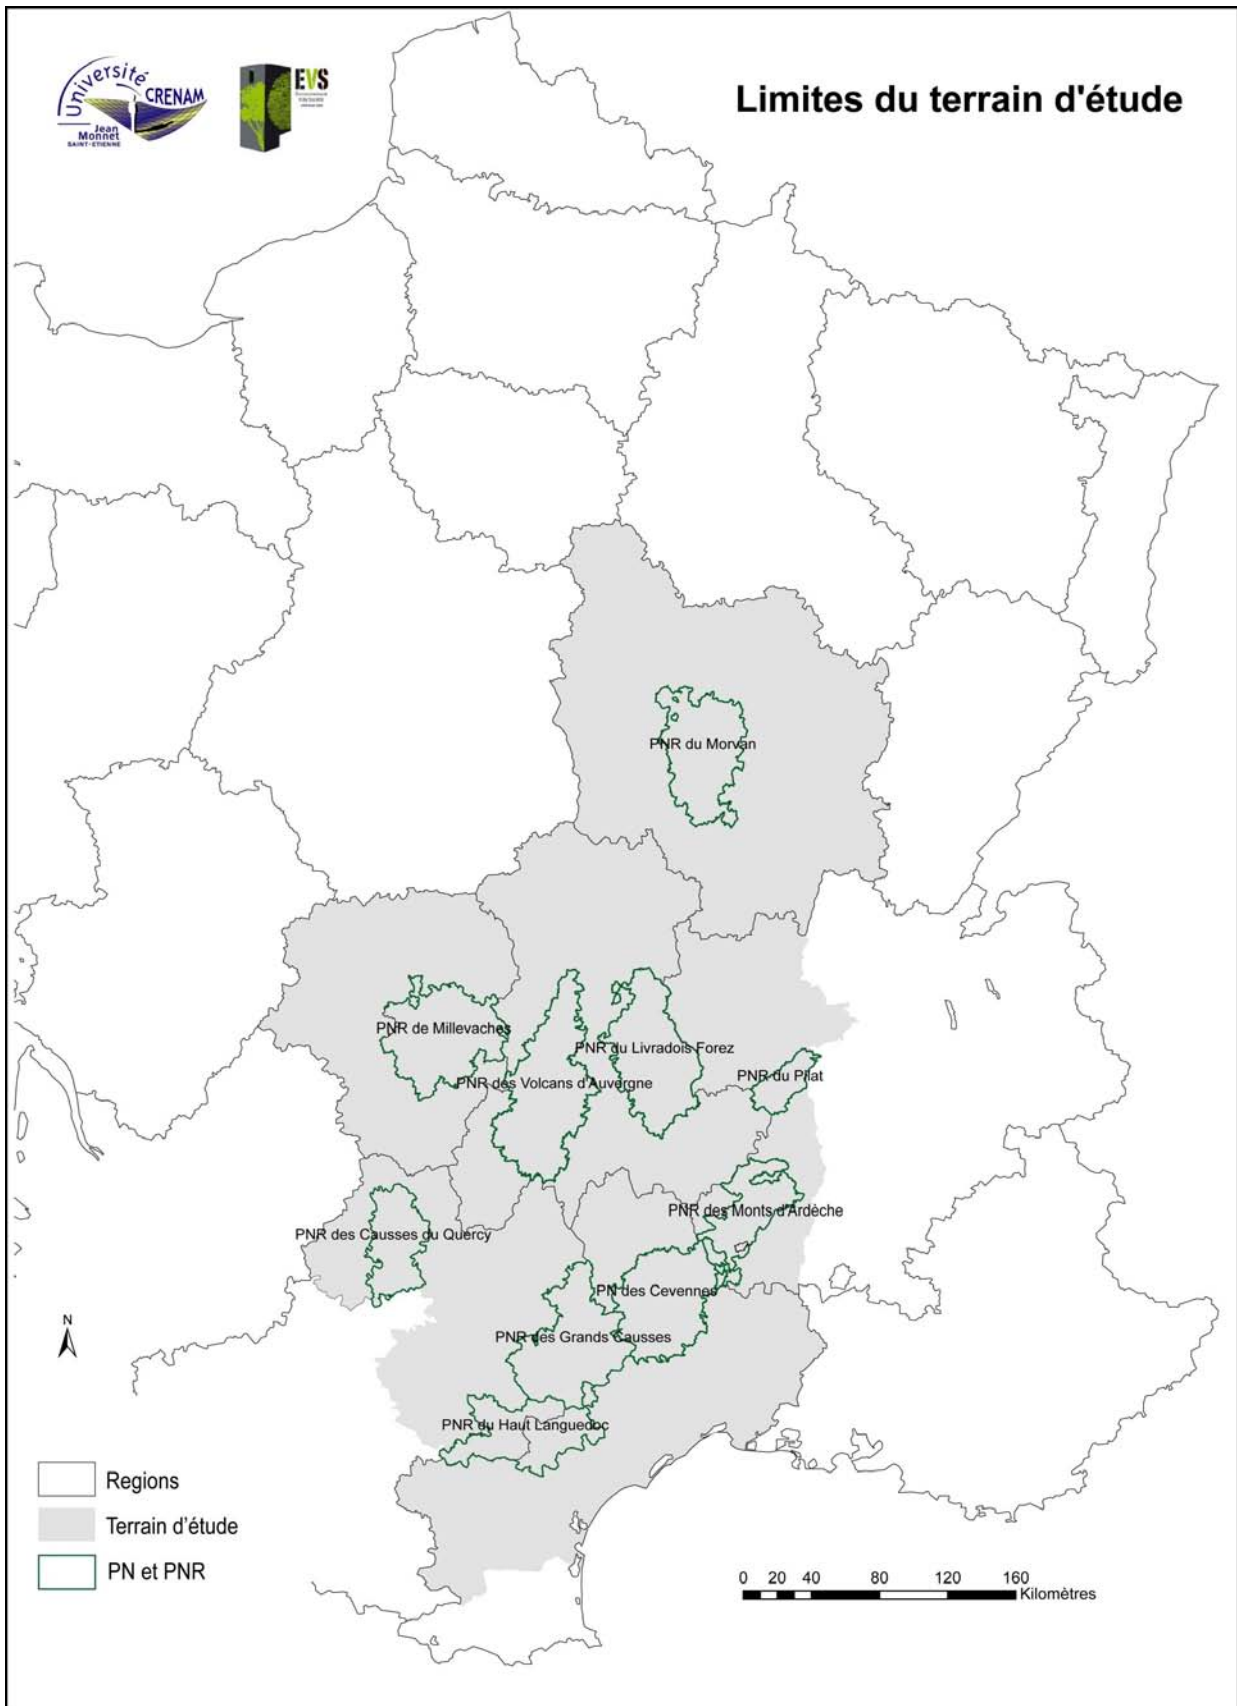 Université
CRENAM
Jean
Monnet
SAINT-ETIENNE
EVS
Limites du terrain d'étude
PNR du Morvan
PNR de Millevaches
PNR du Livradois Forez
PNR des Volcans d'Auvergne
PNR du Pilat
PNR des Monts d'Ardèche
PNR des Causses du Quercy
PN des Cevennes
PNR des Grands Causses
PNR du Haut Languedoc
N
Regions
Terrain d'étude
PN et PNR
0 20 40 80 120 160
Kilomètres